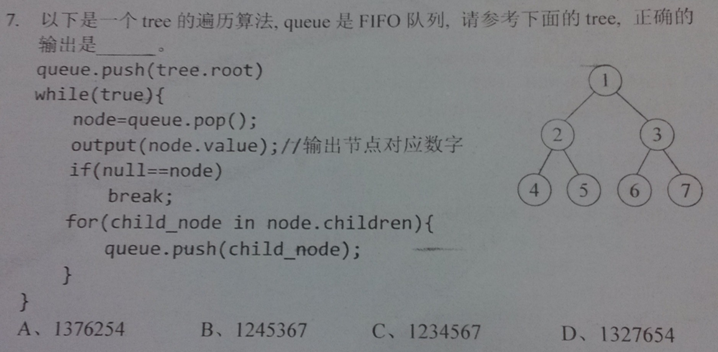 7. 以下是一个 tree 的遍历算法, queue 是 FIFO 队列, 请参考下面的 tree, 正确的
输出是______。
queue.push(tree.root)
while(true){
node=queue.pop();
output(node.value);//输出节点对应数字
if(null==node)
break;
for(child_node in node.children){
queue.push(child_node);
}
}
1
2 3
4 5 6 7
A、1376254 B、1245367 C、1234567 D、1327654